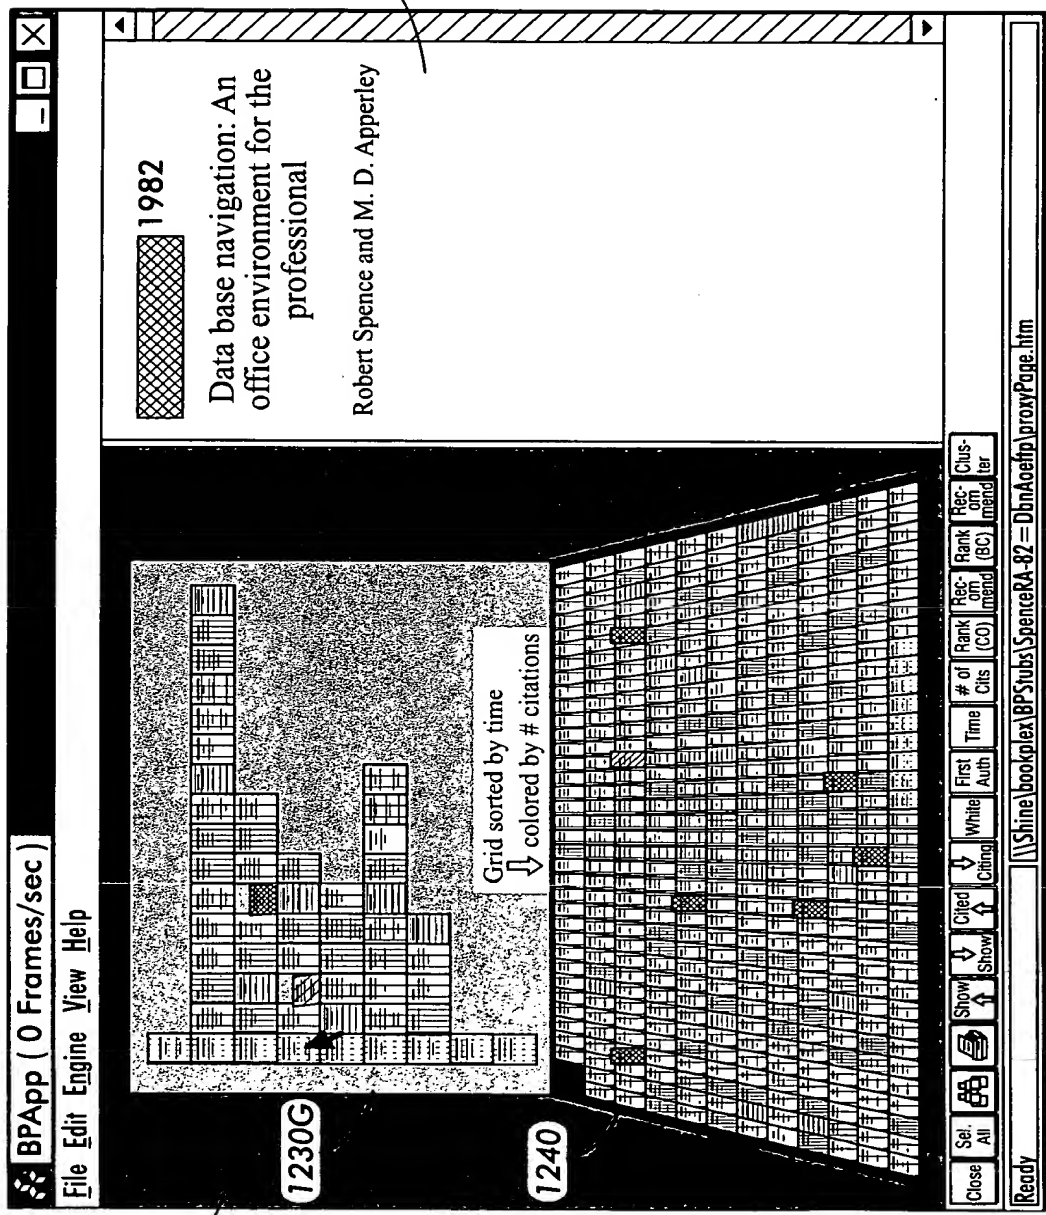 BPApp ( 0 Frames/sec )
File Edit Engine View Help
1230G
1240
Grid sorted by time
colored by # citations
1982
Data base navigation: An
office environment for the
professional
Robert Spence and M. D. Apperley
Close
Sel.
All
Show
Show
Cited
Citing
White
First
Auth
Time
# of
Cits
Rank
(CO)
Rec-
om
mend
Rank
(BC)
Rec-
om
mend
Clus-
ter
Ready
\\Shine\bookplex\BPStubs\SpenceRA-82=DbnAoeftp\proxyPage.htm